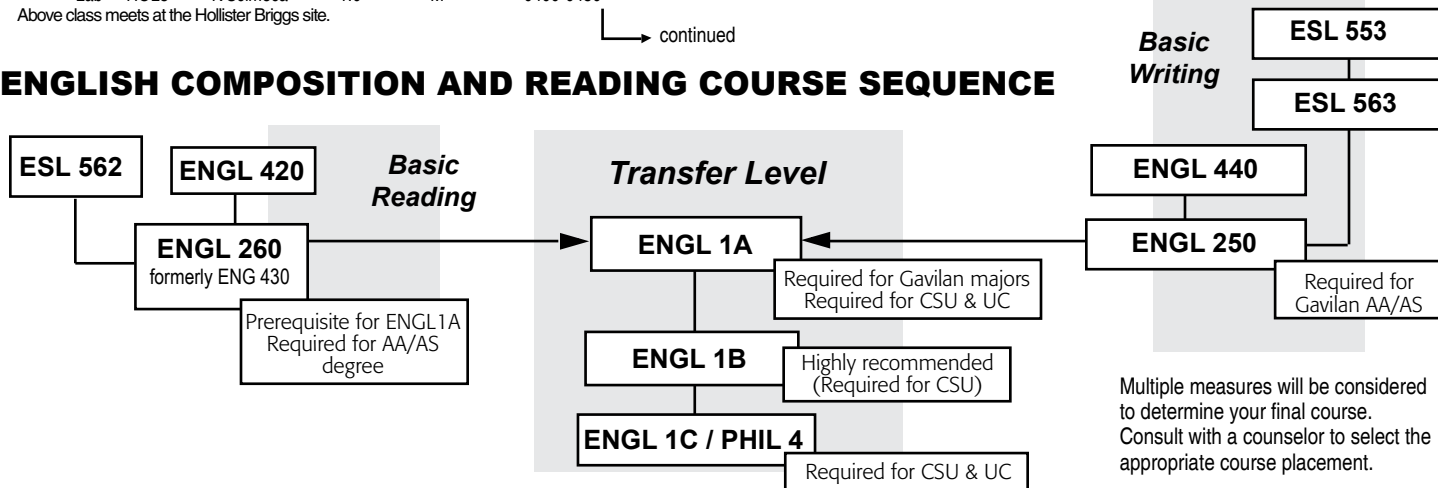 Above class meets at the Hollister Briggs site.
continued
ENGLISH COMPOSITION AND READING COURSE SEQUENCE
ESL 562
ENGL 420
Basic
Reading
ENGL 260
formerly ENG 430
Prerequisite for ENGL1A
Required for AA/AS
degree
Transfer Level
ENGL 1A
Required for Gavilan majors
Required for CSU & UC
ENGL 1B
Highly recommended
(Required for CSU)
ENGL 1C / PHIL 4
Required for CSU & UC
Basic
Writing
ESL 553
ESL 563
ENGL 440
ENGL 250
Required for
Gavilan AA/AS
Multiple measures will be considered
to determine your final course.
Consult with a counselor to select the
appropriate course placement.